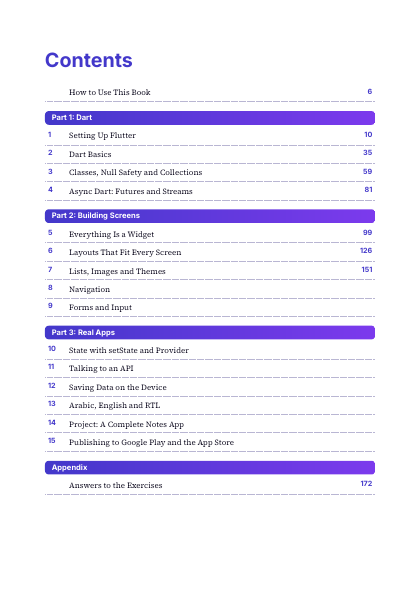 Contents
How to Use This Book 6
Part 1: Dart
1 Setting Up Flutter 10
2 Dart Basics 35
3 Classes, Null Safety and Collections 59
4 Async Dart: Futures and Streams 81
Part 2: Building Screens
5 Everything Is a Widget 99
6 Layouts That Fit Every Screen 126
7 Lists, Images and Themes 151
8 Navigation
9 Forms and Input
Part 3: Real Apps
10 State with setState and Provider
11 Talking to an API
12 Saving Data on the Device
13 Arabic, English and RTL
14 Project: A Complete Notes App
15 Publishing to Google Play and the App Store
Appendix
Answers to the Exercises 172